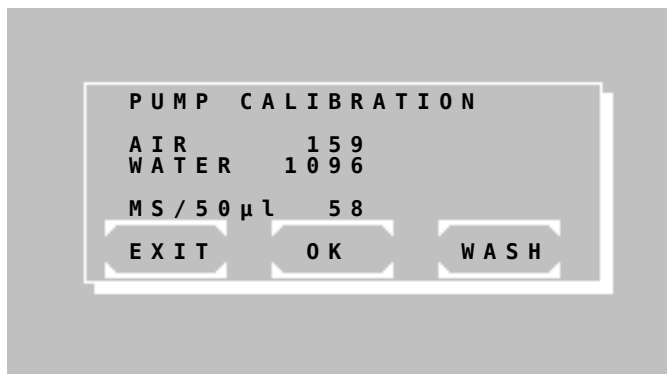 PUMP CALIBRATION
AIR 159
WATER 1096
MS/50µl 58
EXIT OK WASH